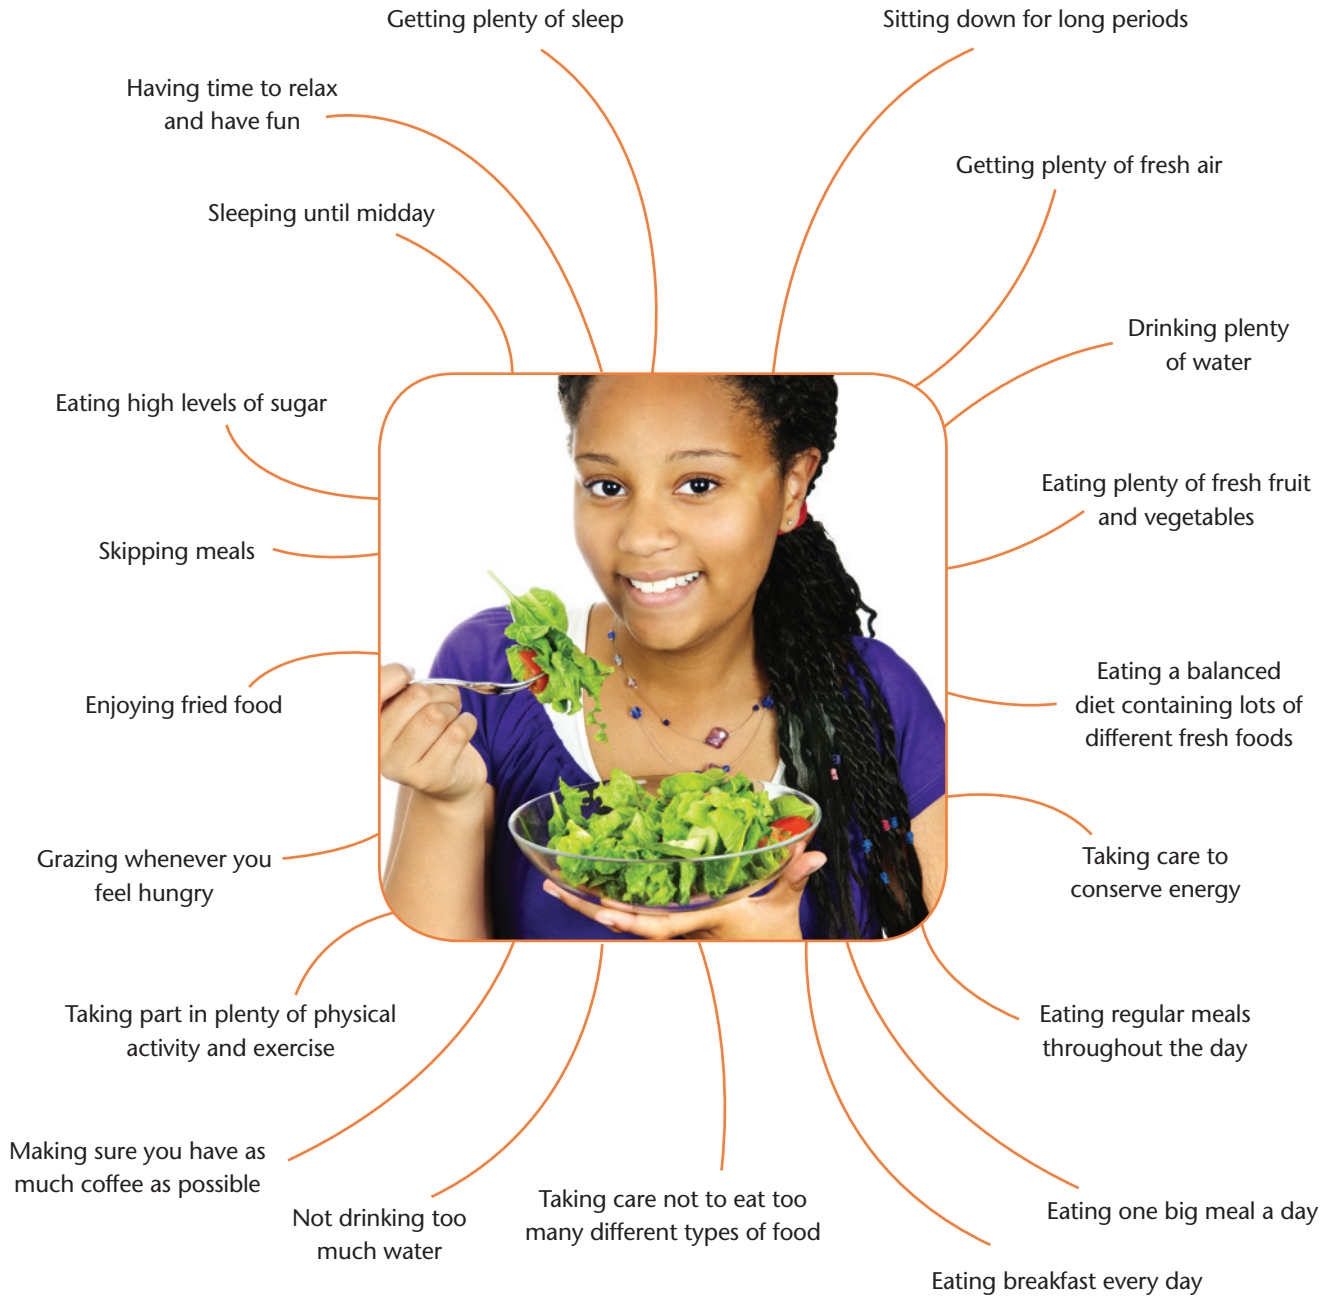 Getting plenty of sleep
Sitting down for long periods
Having time to relax
and have fun
Getting plenty of fresh air
Sleeping until midday
Drinking plenty
of water
Eating high levels of sugar
Eating plenty of fresh fruit
and vegetables
Skipping meals
Eating a balanced
diet containing lots of
different fresh foods
Enjoying fried food
Taking care to
conserve energy
Grazing whenever you
feel hungry
Eating regular meals
throughout the day
Taking part in plenty of physical
activity and exercise
Making sure you have as
much coffee as possible
Not drinking too
much water
Taking care not to eat too
many different types of food
Eating one big meal a day
Eating breakfast every day